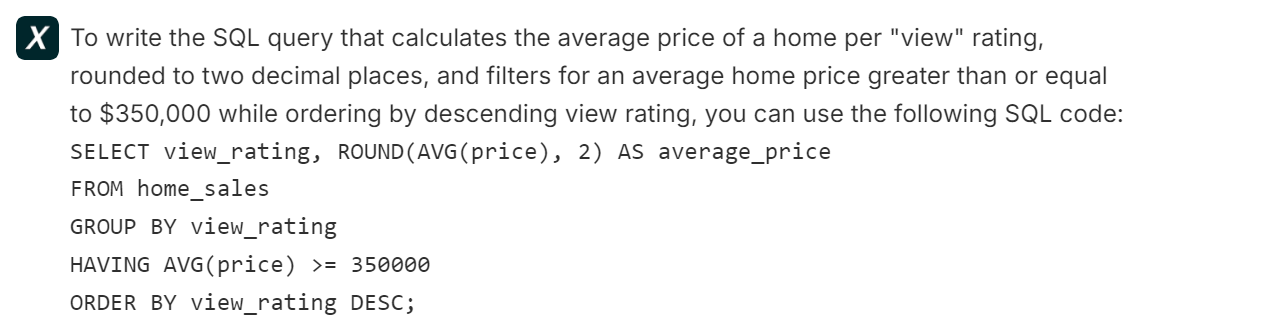 X To write the SQL query that calculates the average price of a home per "view" rating,
rounded to two decimal places, and filters for an average home price greater than or equal
to $350,000 while ordering by descending view rating, you can use the following SQL code:
SELECT view_rating, ROUND(AVG(price), 2) AS average_price
FROM home_sales
GROUP BY view_rating
HAVING AVG(price) >= 350000
ORDER BY view_rating DESC;